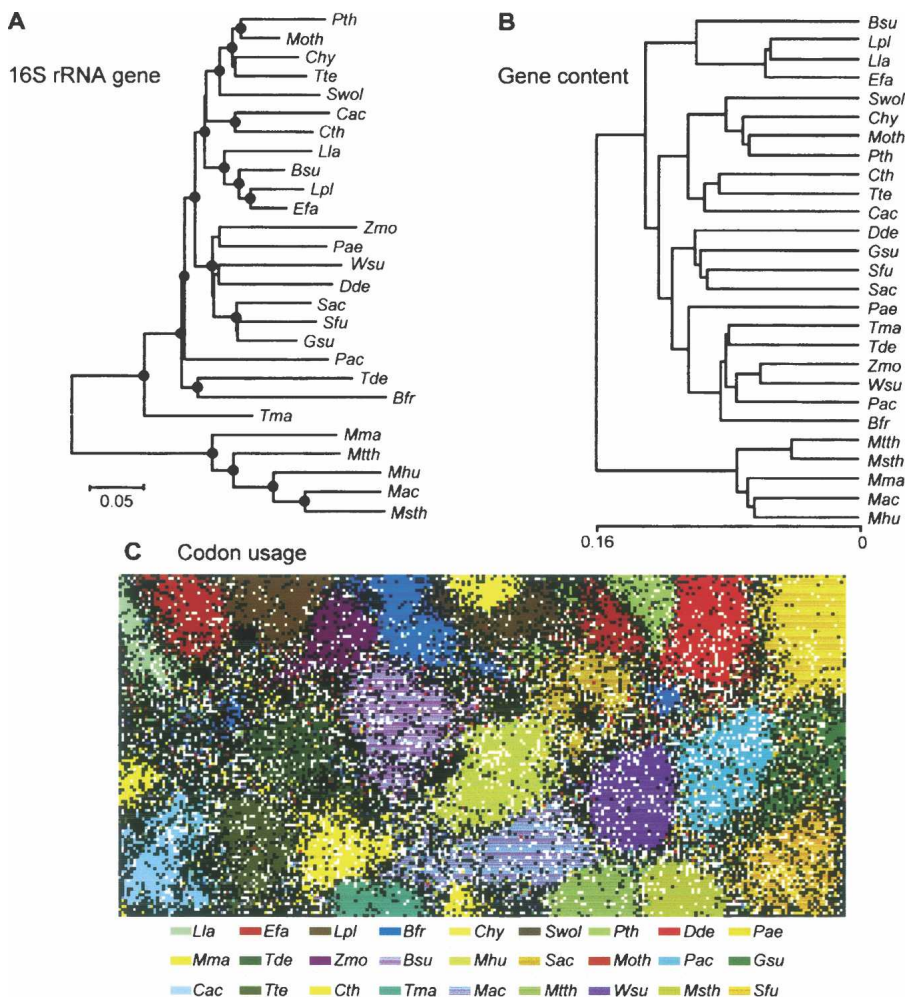 A
16S rRNA gene
Pth
Moth
Chy
Tte
Swol
Cac
Cth
Lla
Bsu
Lpl
Efa
Zmo
Pae
Wsu
Dde
Sac
Sfu
Gsu
Pac
Tde
Bfr
Tma
Mma
Mtth
Mhu
Mac
Msth
0.05
B
Gene content
Bsu
Lpl
Lla
Efa
Swol
Chy
Moth
Pth
Cth
Tte
Cac
Dde
Gsu
Sfu
Sac
Pae
Tma
Tde
Zmo
Wsu
Pac
Bfr
Mtth
Msth
Mma
Mac
Mhu
0.16 0
C Codon usage
Lla Efa Lpl Bfr Chy Swol Pth Dde Pae
Mma Tde Zmo Bsu Mhu Sac Moth Pac Gsu
Cac Tte Cth Tma Mac Mtth Wsu Msth Sfu